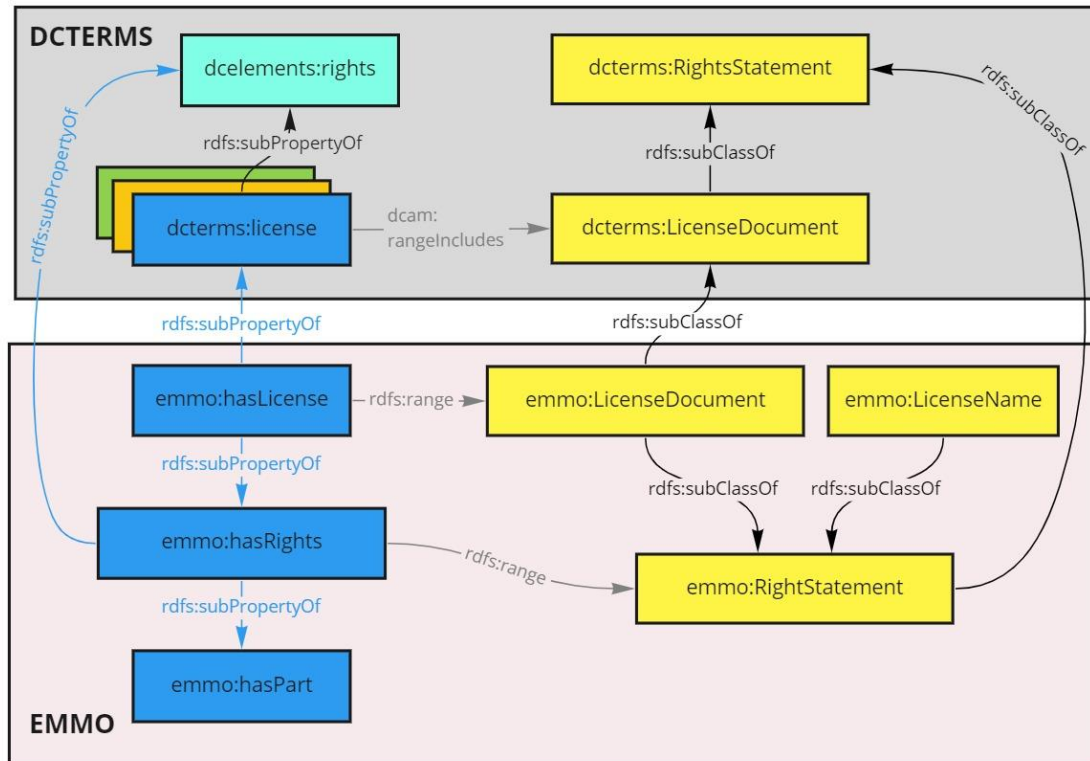 DCTERMS
dcelements:rights
dcterms:RightsStatement
rdfs:subPropertyOf
rdfs:subPropertyOf
rdfs:subClassOf
rdfs:subClassOf
dcterms:license
dcam:
rangeIncludes
dcterms:LicenseDocument
rdfs:subPropertyOf
rdfs:subClassOf
emmo:hasLicense
rdfs:range
emmo:LicenseDocument
emmo:LicenseName
rdfs:subPropertyOf
rdfs:subClassOf
rdfs:subClassOf
emmo:hasRights
rdfs:range
emmo:RightStatement
rdfs:subPropertyOf
emmo:hasPart
EMMO